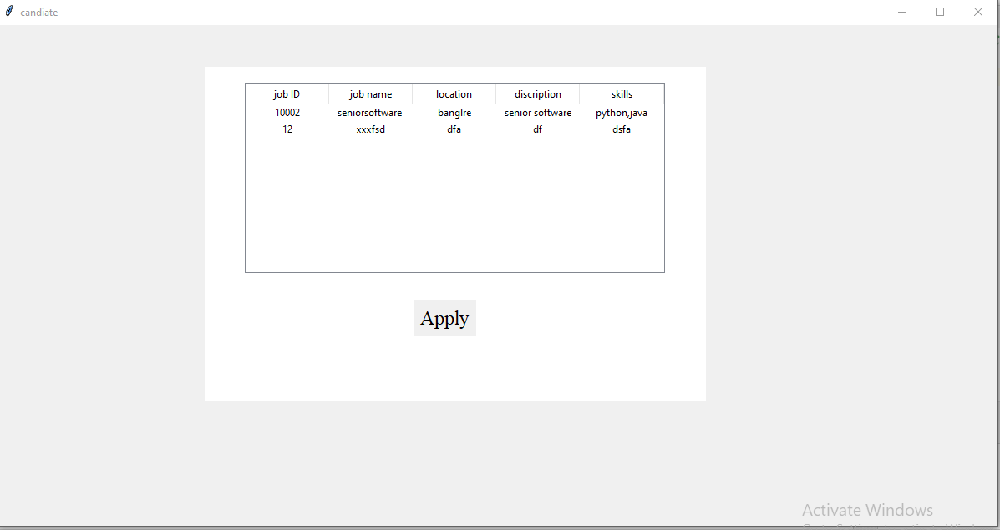 candiate
job ID job name location discription skills
10002 seniorsoftware banglre senior software python,java
12 xxxfsd dfa df dsfa
Apply
Activate Windows